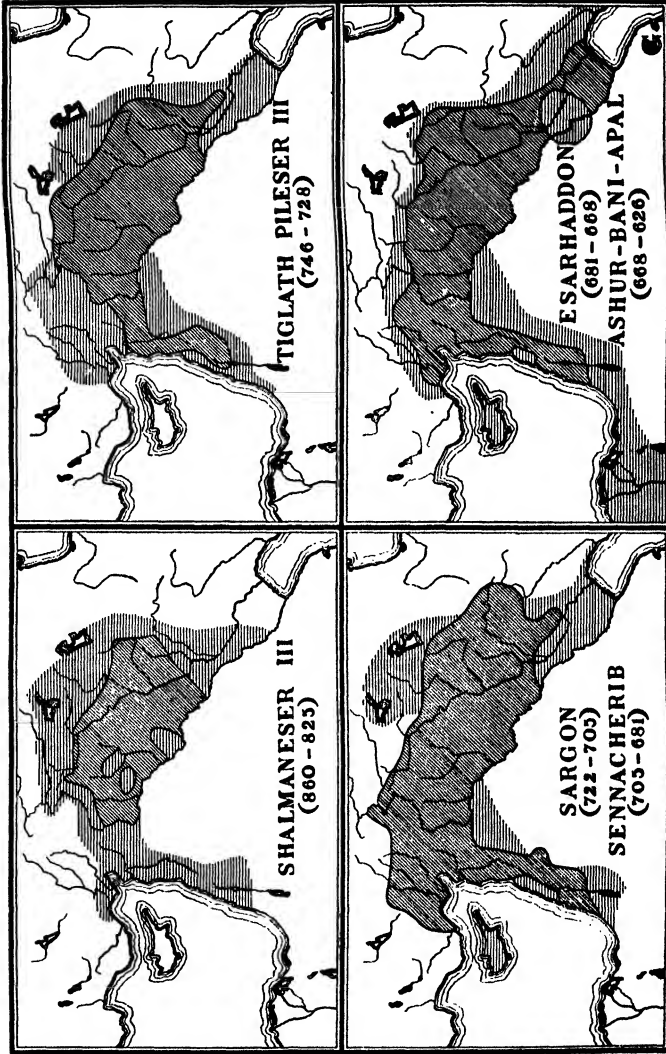 SHALMANESER III
(860-825)
TIGLATH PILESER III
(746-728)
SARGON
(722-705)
SENNACHERIB
(705-681)
ESARHADDON
(681-668)
ASHUR-BANI-APAL
(668-626)